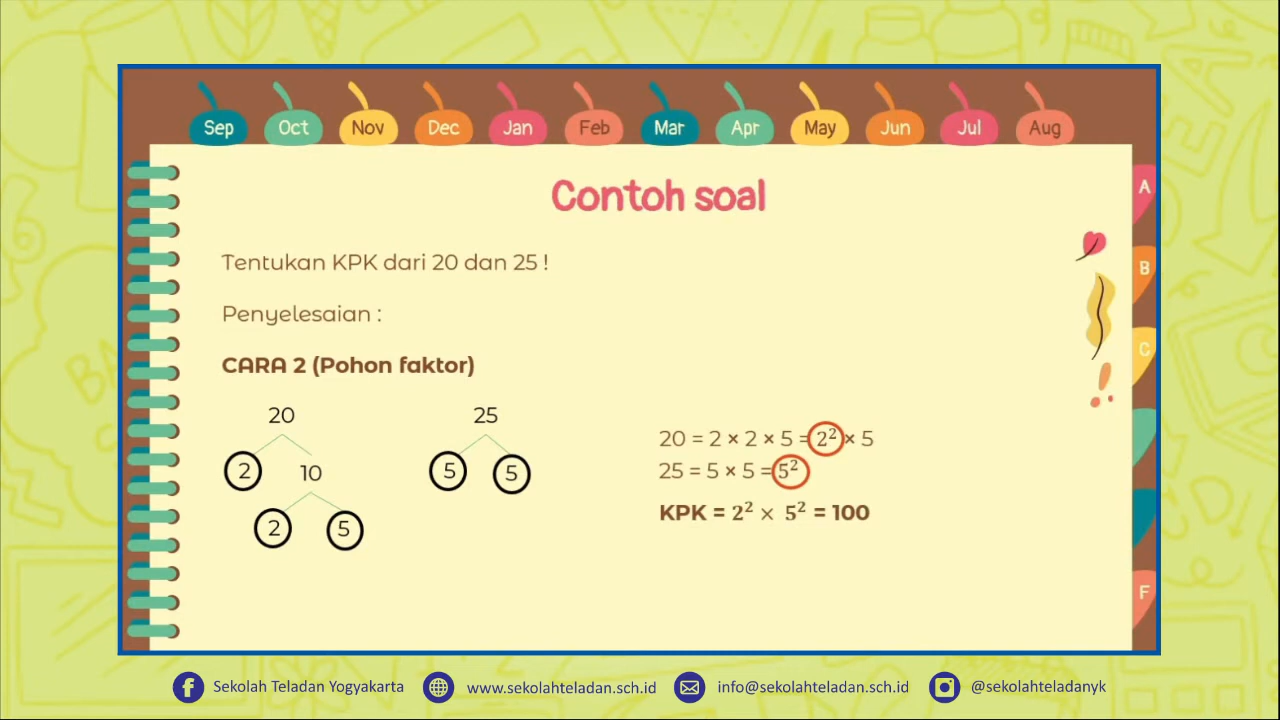 Sep Oct Nov Dec Jan Feb Mar Apr May Jun Jul Aug
Contoh soal
A
B
C
F
Tentukan KPK dari 20 dan 25 !
Penyelesaian :
CARA 2 (Pohon faktor)
20 25
2 10 5 5
2 5
20 = 2 × 2 × 5 = 2² × 5
25 = 5 × 5 = 5²
KPK = 2² × 5² = 100
Sekolah Teladan Yogyakarta www.sekolahteladan.sch.id info@sekolahteladan.sch.id @sekolahteladanyk